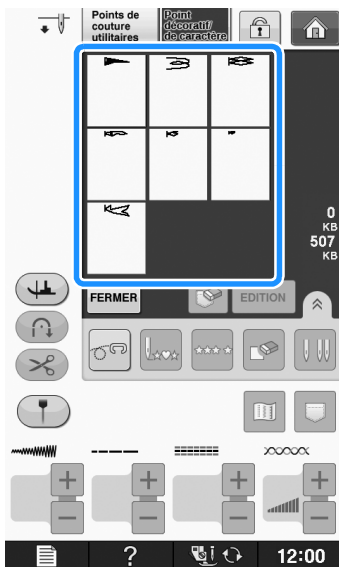 Points de
couture
utilitaires
Point
décoratif/
de caractère
0
KB
507
KB
FERMER
EDITION
?
12:00